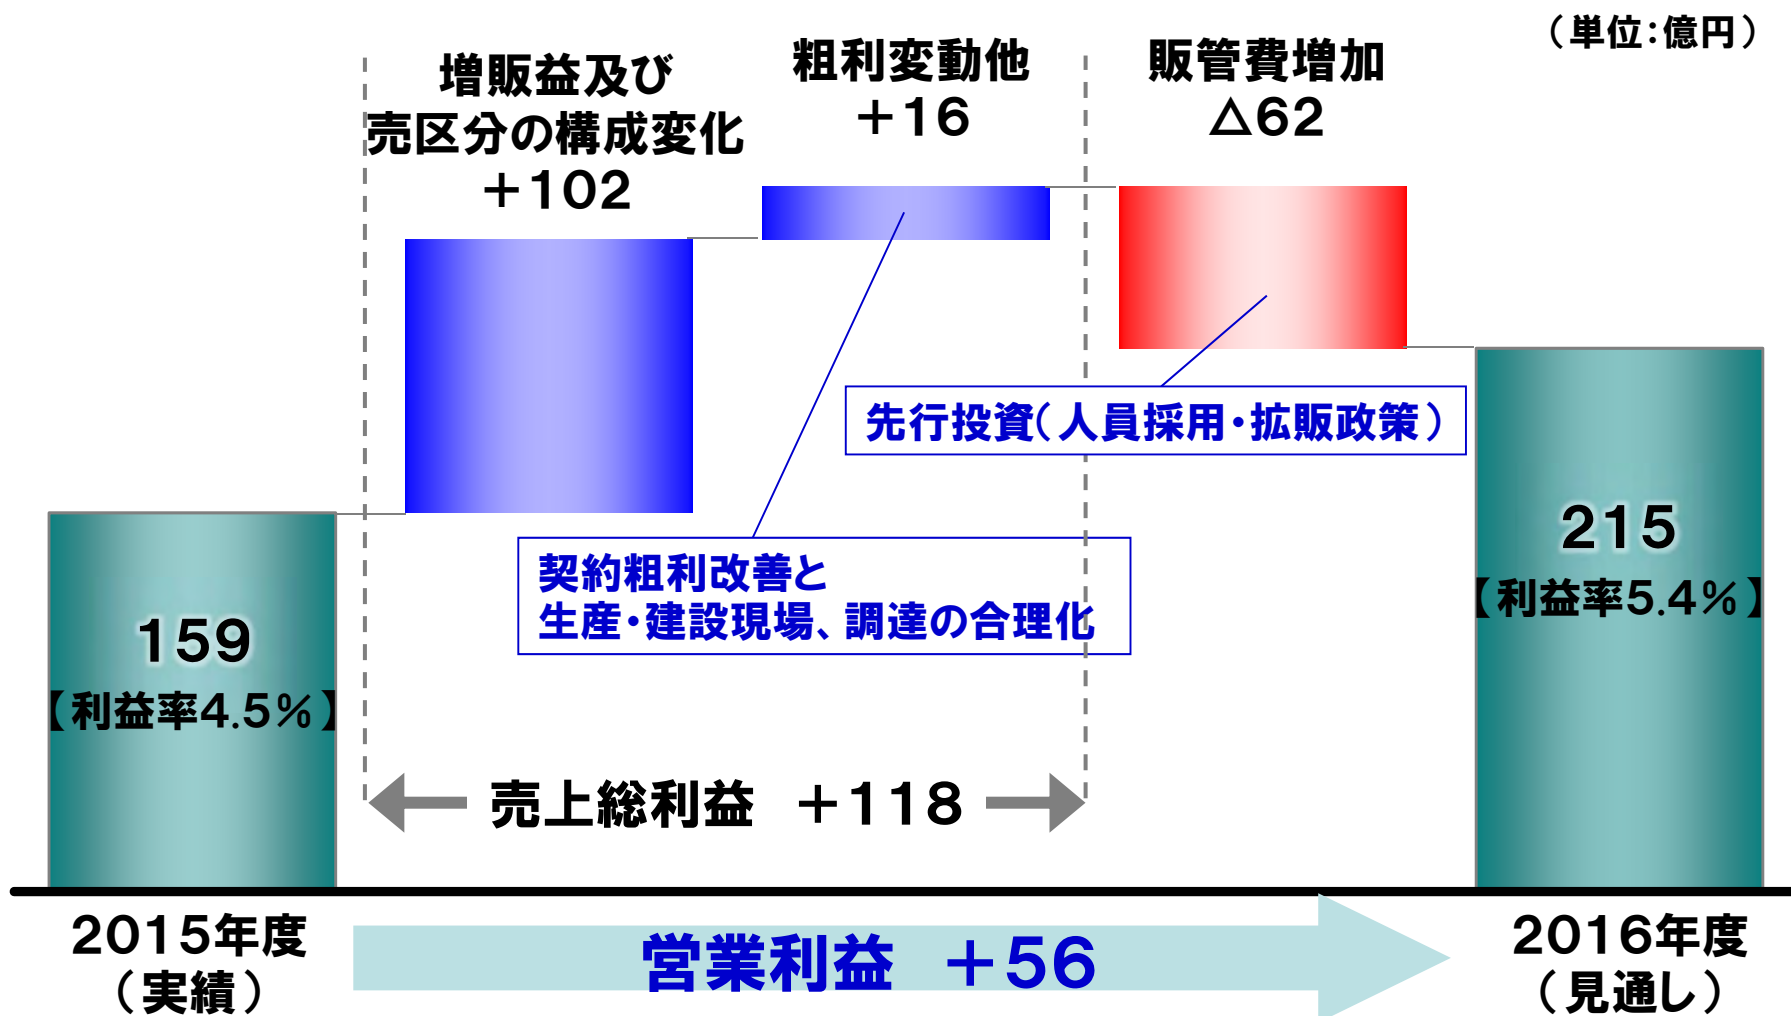 （単位：億円）
増販益及び
売区分の構成変化
＋102
粗利変動他
＋16
販管費増加
△62
先行投資（人員採用・拡販政策）
契約粗利改善と
生産・建設現場、調達の合理化
159
【利益率4.5％】
215
【利益率5.4％】
売上総利益　＋118
2015年度
（実績）
営業利益　＋56
2016年度
（見通し）